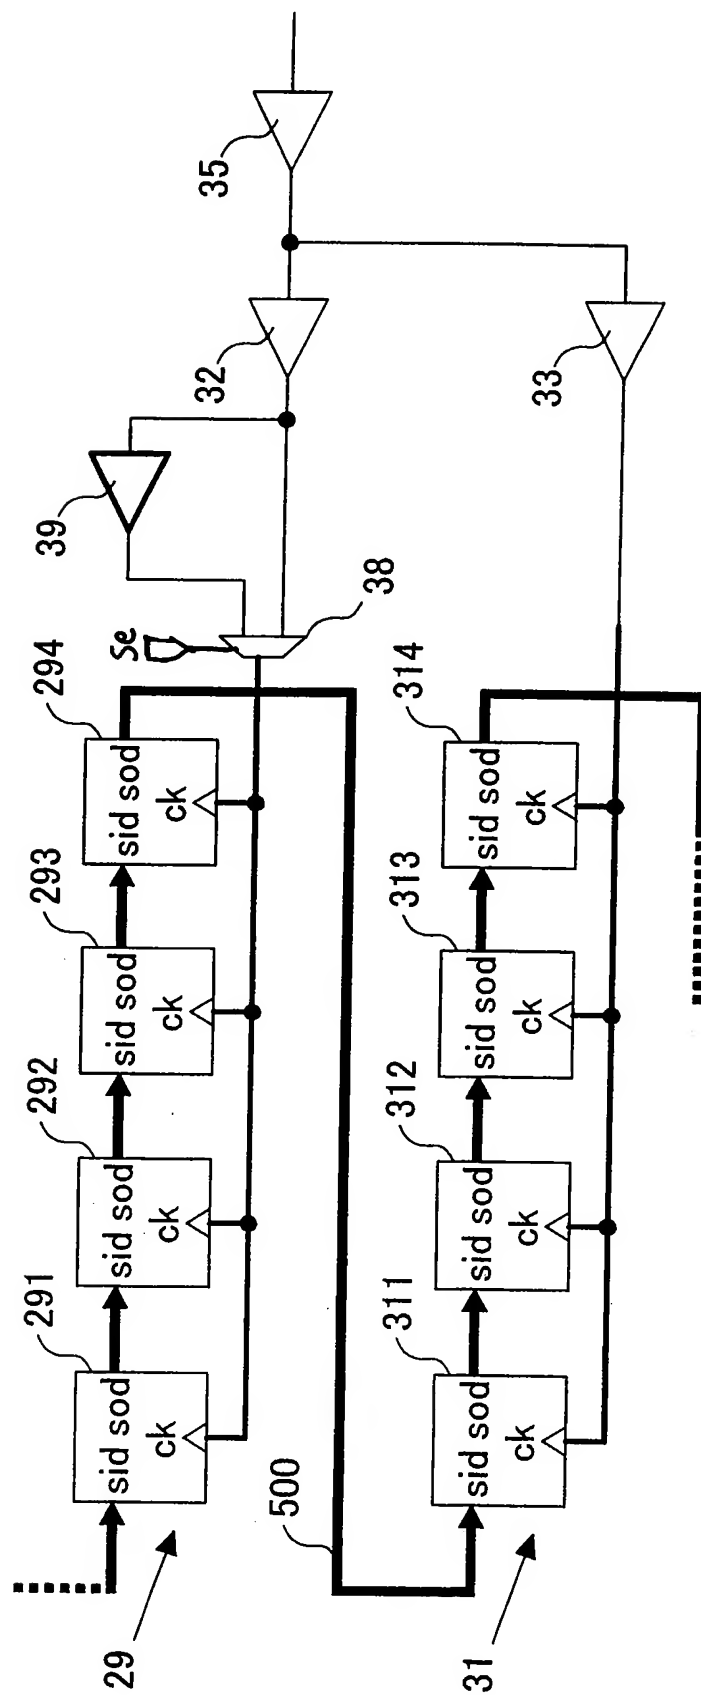 35
32
33
39
38
Se
294
sid sod
ck
293
sid sod
ck
292
sid sod
ck
291
sid sod
ck
29
500
314
sid sod
ck
313
sid sod
ck
312
sid sod
ck
311
sid sod
ck
31